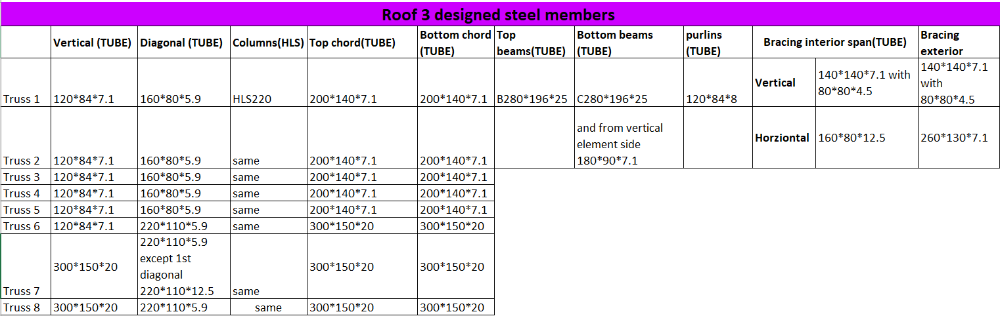 Roof 3 designed steel members
Vertical (TUBE) Diagonal (TUBE) Columns(HLS) Top chord(TUBE) Bottom chord (TUBE) Top beams(TUBE) Bottom beams (TUBE) purlins (TUBE) Bracing interior span(TUBE) Bracing exterior
Truss 1 120*84*7.1 160*80*5.9 HLS220 200*140*7.1 200*140*7.1 B280*196*25 C280*196*25 120*84*8 Vertical 140*140*7.1 with 80*80*4.5 140*140*7.1 with 80*80*4.5
Truss 2 120*84*7.1 160*80*5.9 same 200*140*7.1 200*140*7.1 and from vertical element side 180*90*7.1 Horziontal 160*80*12.5 260*130*7.1
Truss 3 120*84*7.1 160*80*5.9 same 200*140*7.1 200*140*7.1
Truss 4 120*84*7.1 160*80*5.9 same 200*140*7.1 200*140*7.1
Truss 5 120*84*7.1 160*80*5.9 same 200*140*7.1 200*140*7.1
Truss 6 120*84*7.1 220*110*5.9 same 300*150*20 300*150*20
Truss 7 300*150*20 220*110*5.9 except 1st diagonal 220*110*12.5 same 300*150*20 300*150*20
Truss 8 300*150*20 220*110*5.9 same 300*150*20 300*150*20